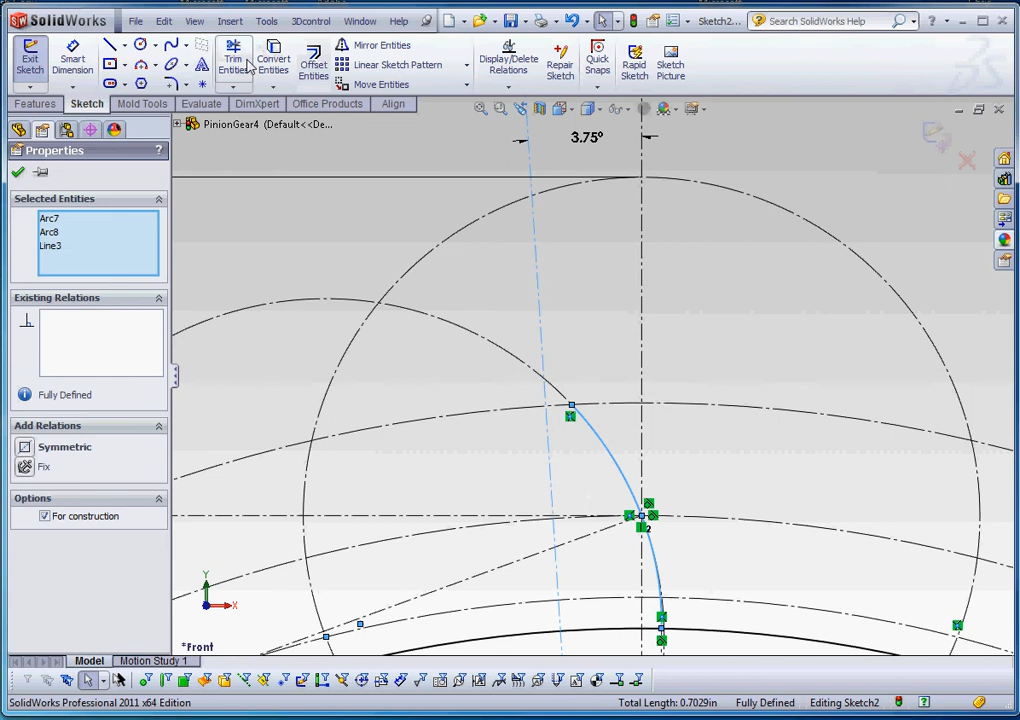 SolidWorks File Edit View Insert Tools 3Dcontrol Window Help Sketch2... Search SolidWorks Help
Exit Sketch
Smart Dimension
Trim Entities
Convert Entities
Offset Entities
Mirror Entities
Linear Sketch Pattern
Move Entities
Display/Delete Relations
Repair Sketch
Quick Snaps
Rapid Sketch
Sketch Picture
Features Sketch Mold Tools Evaluate DimXpert Office Products Align
PinionGear4 (Default<<De...
3.75°
Properties ?
Selected Entities
Arc7
Arc8
Line3
Existing Relations
Fully Defined
Add Relations
Symmetric
Fix
Options
For construction
2
Y
X
*Front
Model Motion Study 1
SolidWorks Professional 2011 x64 Edition Total Length: 0.7029in Fully Defined Editing Sketch2